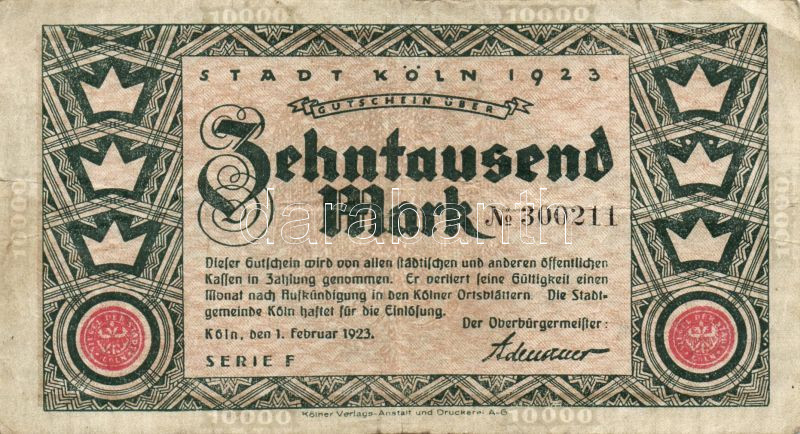 10000 10000
STADT KÖLN 1923
GUTSCHEIN ÜBER
Zehntausend
Mark № 300211
darabanth
Dieser Gutschein wird von allen städtischen und anderen öffentlichen
Kassen in Zahlung genommen. Er verliert seine Gültigkeit einen
Monat nach Aufkündigung in den Kölner Ortsblättern. Die Stadt-
gemeinde Köln haftet für die Einlösung.
Der Oberbürgermeister:
Köln, den 1. Februar 1923.
Adenauer
SERIE F
10000 10000
Kölner Verlags-Anstalt und Druckerei A-G
10000 10000